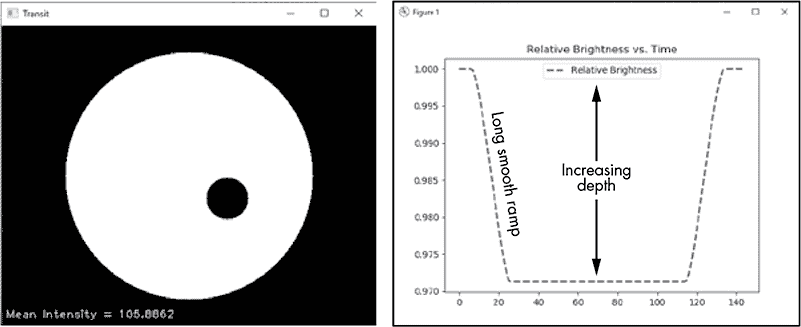 Transit
Mean Intensity = 105.8862
Figure 1
Relative Brightness vs. Time
Relative Brightness
1.000
0.995
0.990
0.985
0.980
0.975
0.970
Long smooth ramp
Increasing
depth
0 20 40 60 80 100 120 140